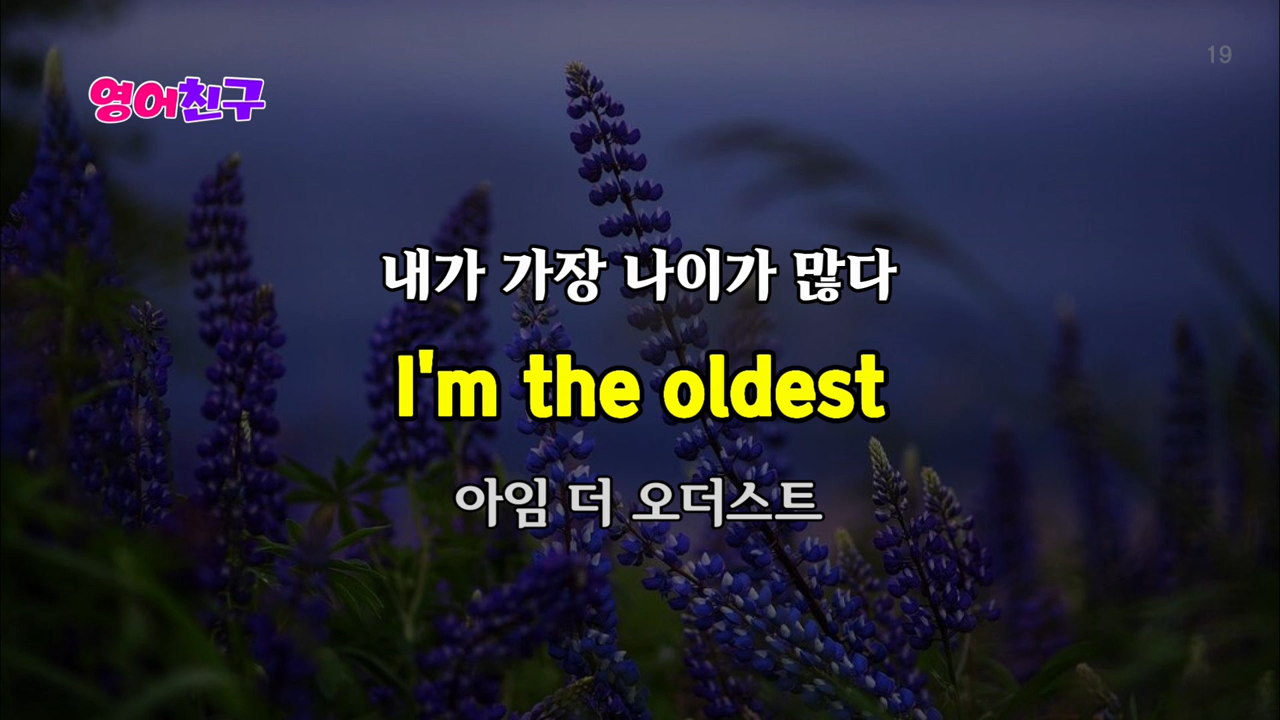 19
영어친구
내가 가장 나이가 많다
I'm the oldest
아임 더 오더스트